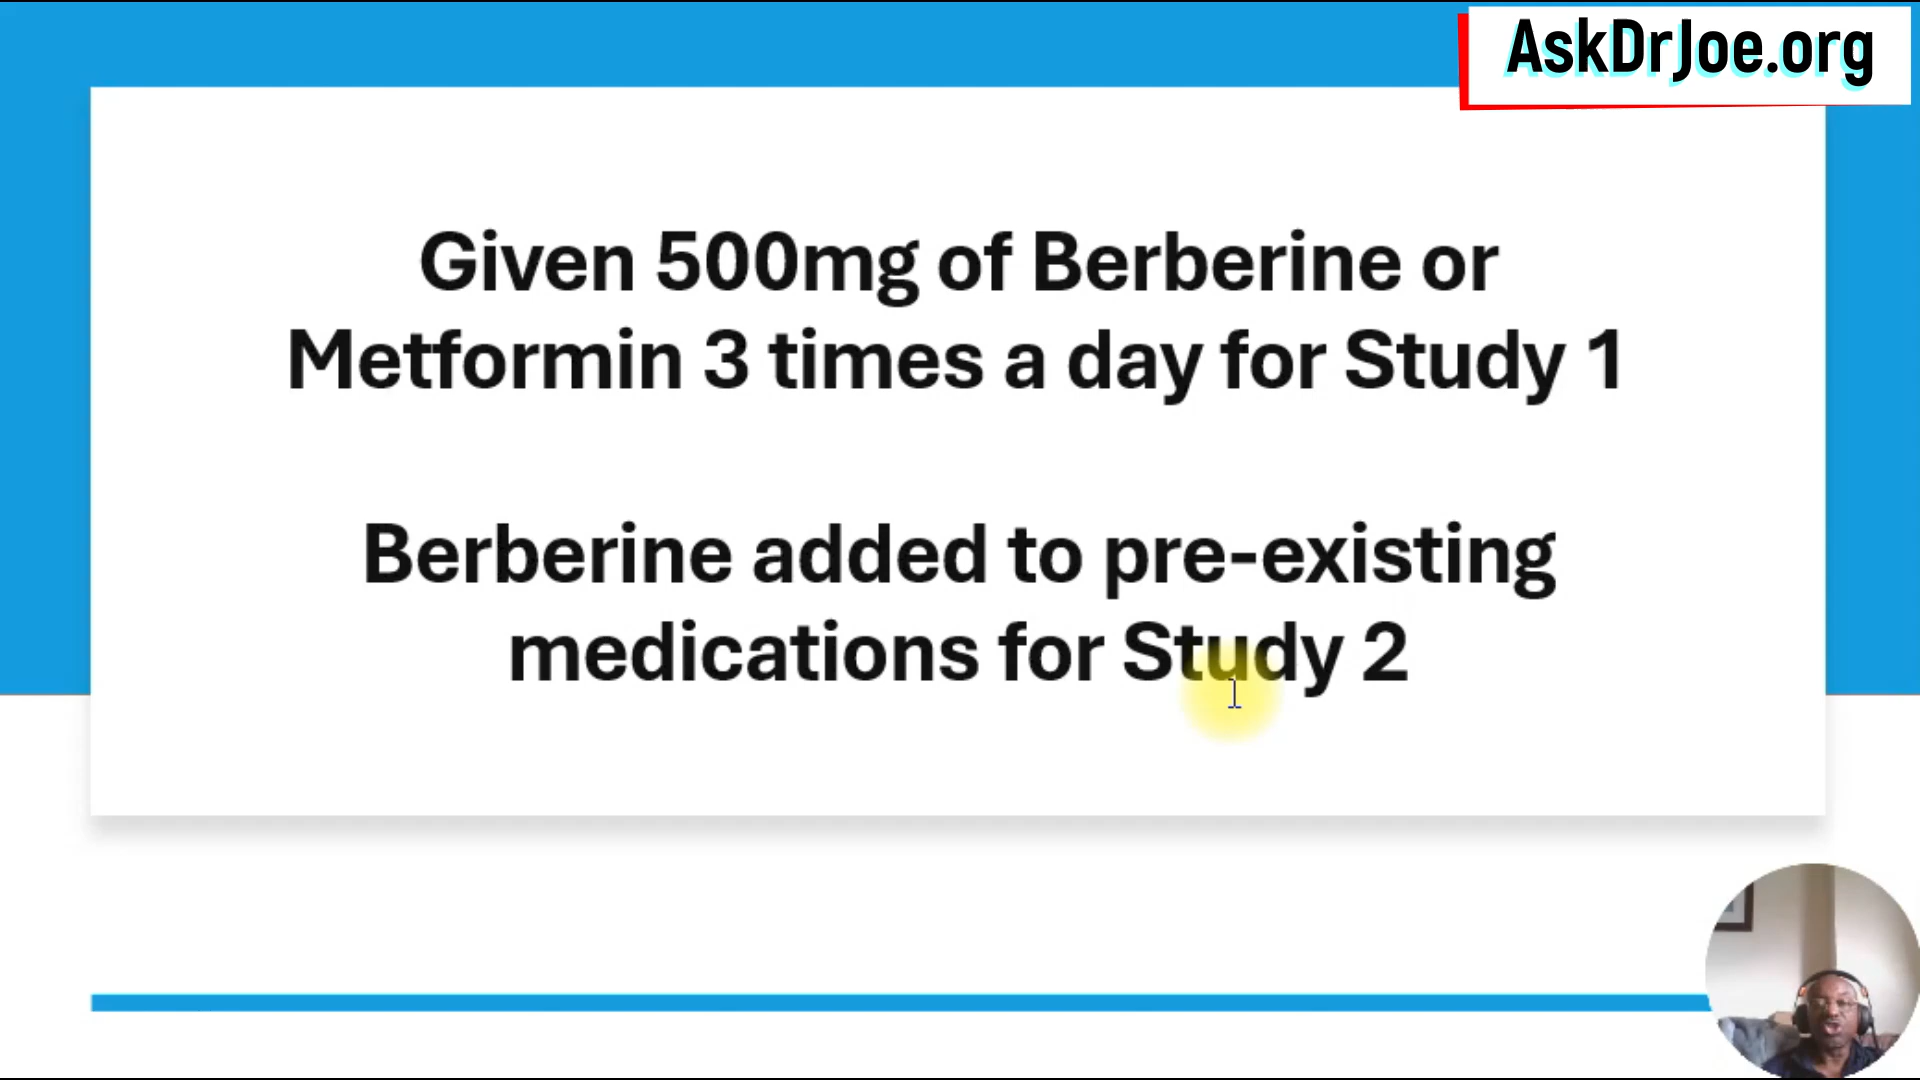 AskDrJoe.org
Given 500mg of Berberine or
Metformin 3 times a day for Study 1
Berberine added to pre-existing
medications for Study 2